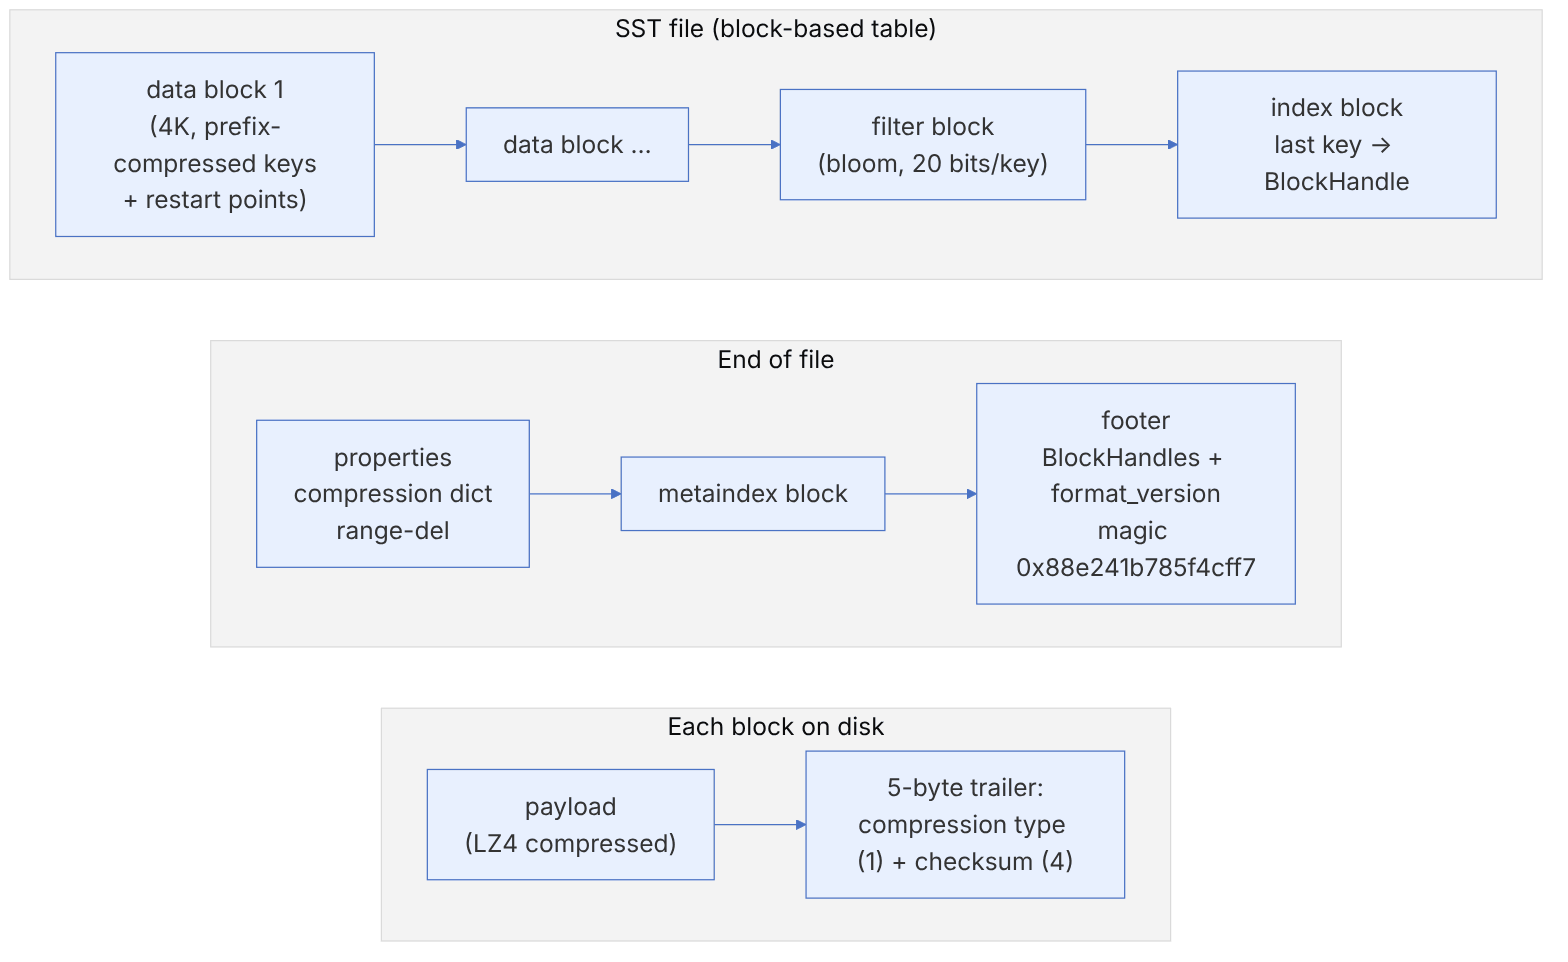 SST file (block-based table)
data block 1
(4K, prefix-
compressed keys
+ restart points)
data block ...
filter block
(bloom, 20 bits/key)
index block
last key →
BlockHandle
End of file
properties
compression dict
range-del
metaindex block
footer
BlockHandles +
format_version
magic
0x88e241b785f4cff7
Each block on disk
payload
(LZ4 compressed)
5-byte trailer:
compression type
(1) + checksum (4)